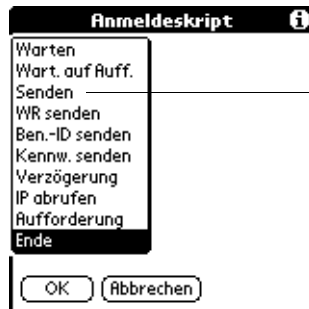 Anmeldeskript
Warten
Wart. auf Auff.
Senden
WR senden
Ben.-ID senden
Kennw. senden
Verzögerung
IP abrufen
Aufforderung
Ende
OK
Abbrechen